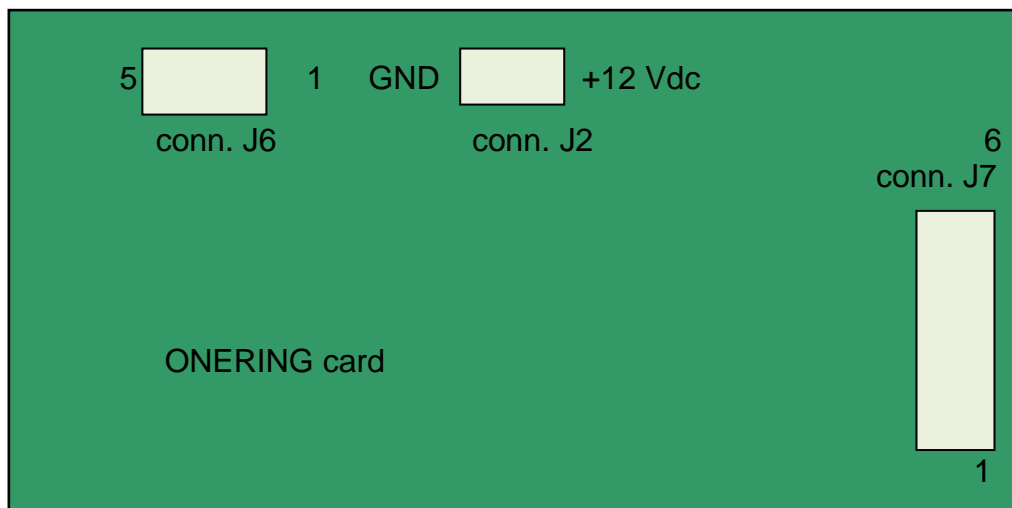 5 1 GND +12 Vdc
conn. J6 conn. J2
6
conn. J7
ONERING card
1